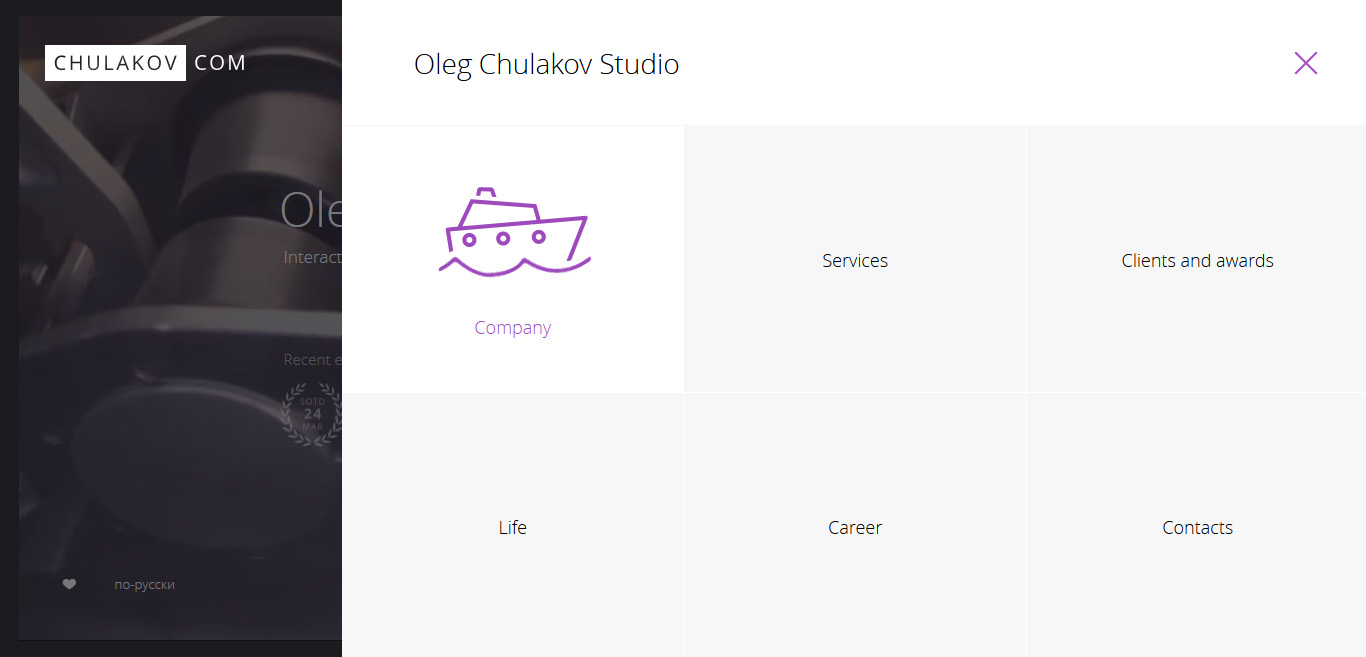 CHULAKOV COM
Oleg Chulakov Studio
Ole
Interact
Recent e
SOTD
24
MAR
по-русски
Company
Services
Clients and awards
Life
Career
Contacts